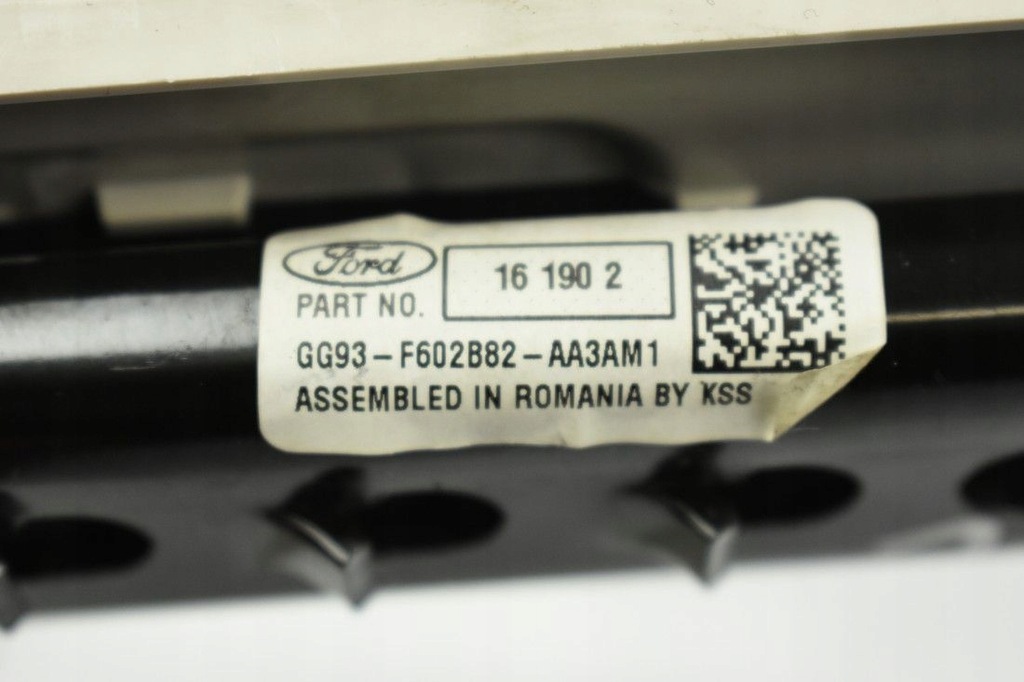 Ford
16 190 2
PART NO.
GG93-F602B82-AA3AM1
ASSEMBLED IN ROMANIA BY KSS